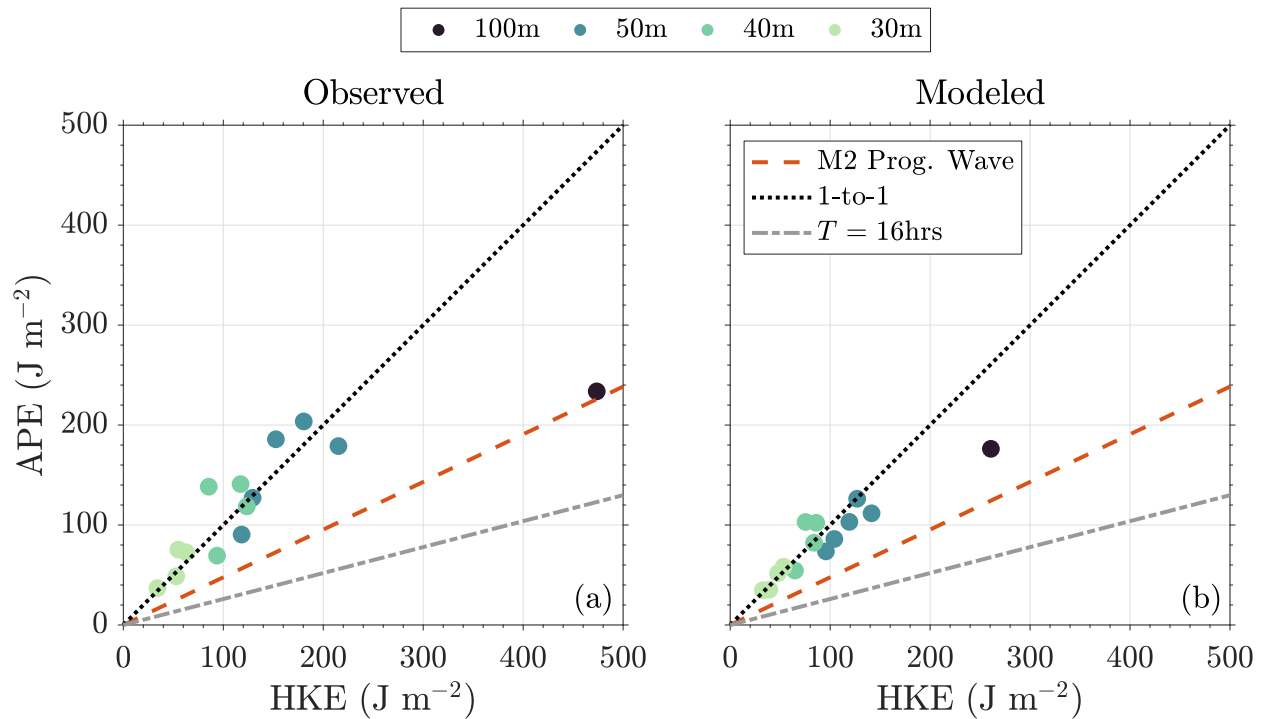 100m 50m 40m 30m
Observed
Modeled
APE (J m⁻²)
500
400
300
200
100
0
0 100 200 300 400 500
HKE (J m⁻²)
(a)
M2 Prog. Wave
1-to-1
T = 16hrs
(b)
0 100 200 300 400 500
HKE (J m⁻²)